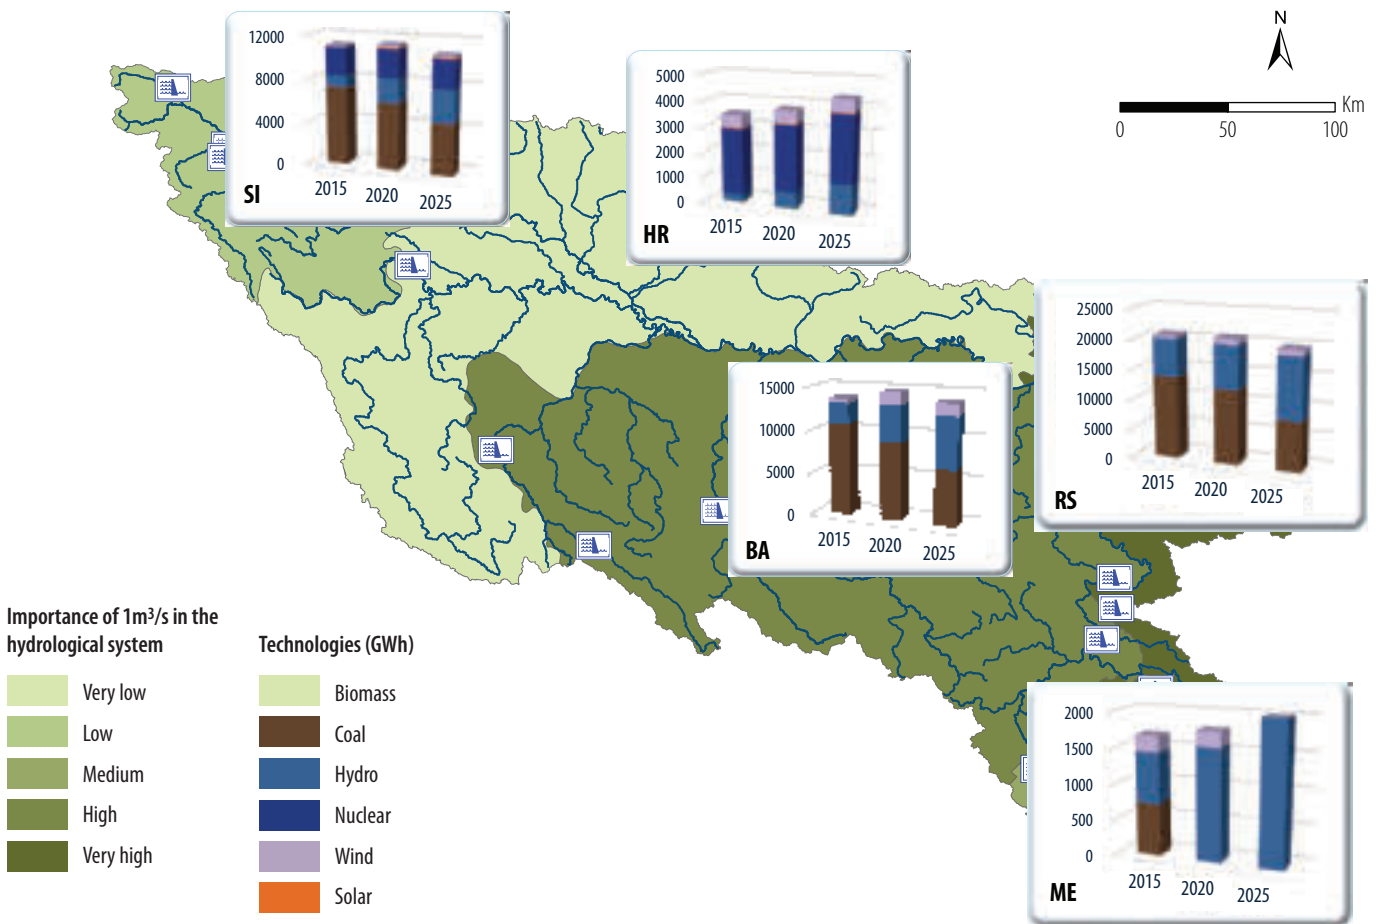 N
Km
0 50 100
12000
8000
4000
0
2015 2020 2025
SI
5000
4000
3000
2000
1000
0
2015 2020 2025
HR
25000
20000
15000
10000
5000
0
2015 2020 2025
RS
15000
10000
5000
0
2015 2020 2025
BA
2000
1500
1000
500
0
2015 2020 2025
ME
Importance of 1m³/s in the
hydrological system
Very low
Low
Medium
High
Very high
Technologies (GWh)
Biomass
Coal
Hydro
Nuclear
Wind
Solar